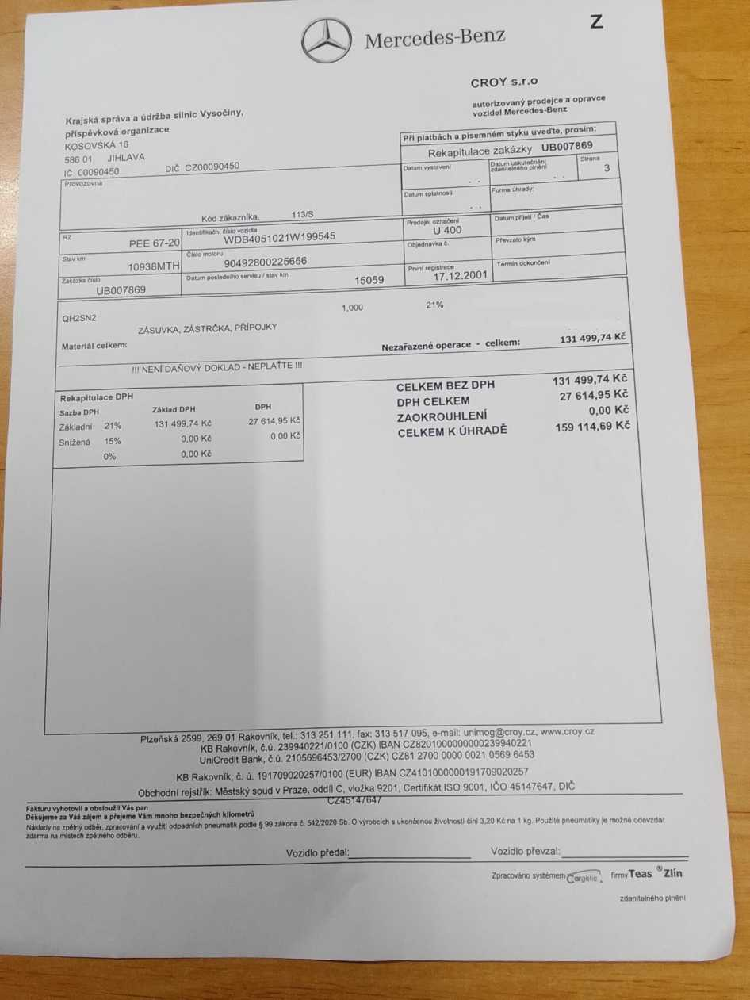 Z
Mercedes-Benz
CROY s.r.o
autorizovaný prodejce a opravce
vozidel Mercedes-Benz
Krajská správa a údržba silnic Vysočiny,
příspěvková organizace
KOSOVSKÁ 16
586 01 JIHLAVA
IČ 00090450 DIČ CZ00090450
Při platbách a písemném styku uveďte, prosím:
Rekapitulace zakázky UB007869
Datum vystavení . .
Datum uskutečnění zdanitelného plnění . .
Strana 3
Datum splatnosti . .
Forma úhrady:
Provozovna
Kód zákazníka. 113/S
RZ PEE 67-20
Identifikační číslo vozidla WDB4051021W199545
Prodejní označení U 400
Datum přijetí / Čas
Stav km 10938MTH
Číslo motoru 90492800225656
Objednávka č.
Převzato kým
Zakázka číslo UB007869
Datum posledního servisu / stav km 15059
První registrace 17.12.2001
Termín dokončení
QH2SN2 1,000 21%
ZÁSUVKA, ZÁSTRČKA, PŘÍPOJKY
Materiál celkem:
Nezařazené operace - celkem: 131 499,74 Kč
!!! NENÍ DAŇOVÝ DOKLAD - NEPLAŤTE !!!
Rekapitulace DPH
Sazba DPH Základ DPH DPH
Základní 21% 131 499,74 Kč 27 614,95 Kč
Snížená 15% 0,00 Kč 0,00 Kč
0% 0,00 Kč
CELKEM BEZ DPH 131 499,74 Kč
DPH CELKEM 27 614,95 Kč
ZAOKROUHLENÍ 0,00 Kč
CELKEM K ÚHRADĚ 159 114,69 Kč
Plzeňská 2599, 269 01 Rakovník, tel.: 313 251 111, fax: 313 517 095, e-mail: unimog@croy.cz, www.croy.cz
KB Rakovník, č.ú. 239940221/0100 (CZK) IBAN CZ8201000000000239940221
UniCredit Bank, č.ú. 2105696453/2700 (CZK) CZ81 2700 0000 0021 0569 6453
KB Rakovník, č. ú. 191709020257/0100 (EUR) IBAN CZ4101000000191709020257
Obchodní rejstřík: Městský soud v Praze, oddíl C, vložka 9201, Certifikát ISO 9001, IČO 45147647, DIČ
CZ45147647
Fakturu vyhotovil a obsloužil Vás pan
Děkujeme za Váš zájem a přejeme Vám mnoho bezpečných kilometrů
Náklady na zpětný odběr, zpracování a využití odpadních pneumatik podle § 99 zákona č. 542/2020 Sb. O výrobcích s ukončenou životností činí 3,20 Kč na 1 kg. Použité pneumatiky je možné odevzdat
zdarma na místech zpětného odběru.
Vozidlo předal: Vozidlo převzal:
Zpracováno systémem Cargistic. firmy Teas ® Zlín
zdanitelného plnění